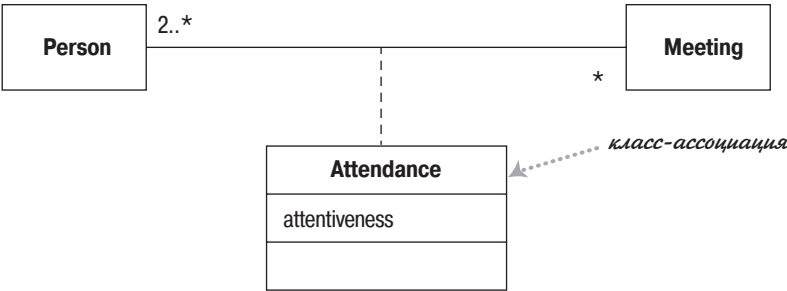 2..*
Person
Meeting
*
класс-ассоциация
Attendance
attentiveness